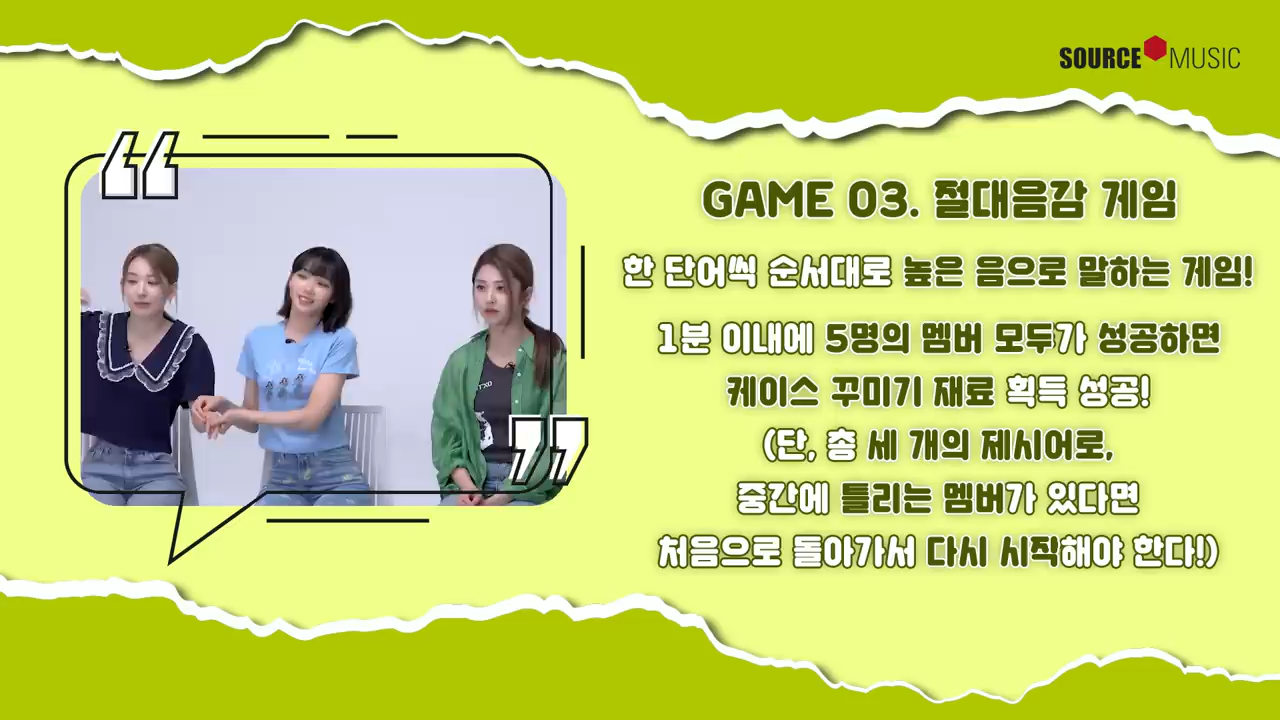 SOURCE MUSIC
GAME 03. 절대음감 게임
한 단어씩 순서대로 높은 음으로 말하는 게임!
1분 이내에 5명의 멤버 모두가 성공하면
케이스 꾸미기 재료 획득 성공!
(단, 총 세 개의 제시어로,
중간에 틀리는 멤버가 있다면
처음으로 돌아가서 다시 시작해야 한다!)